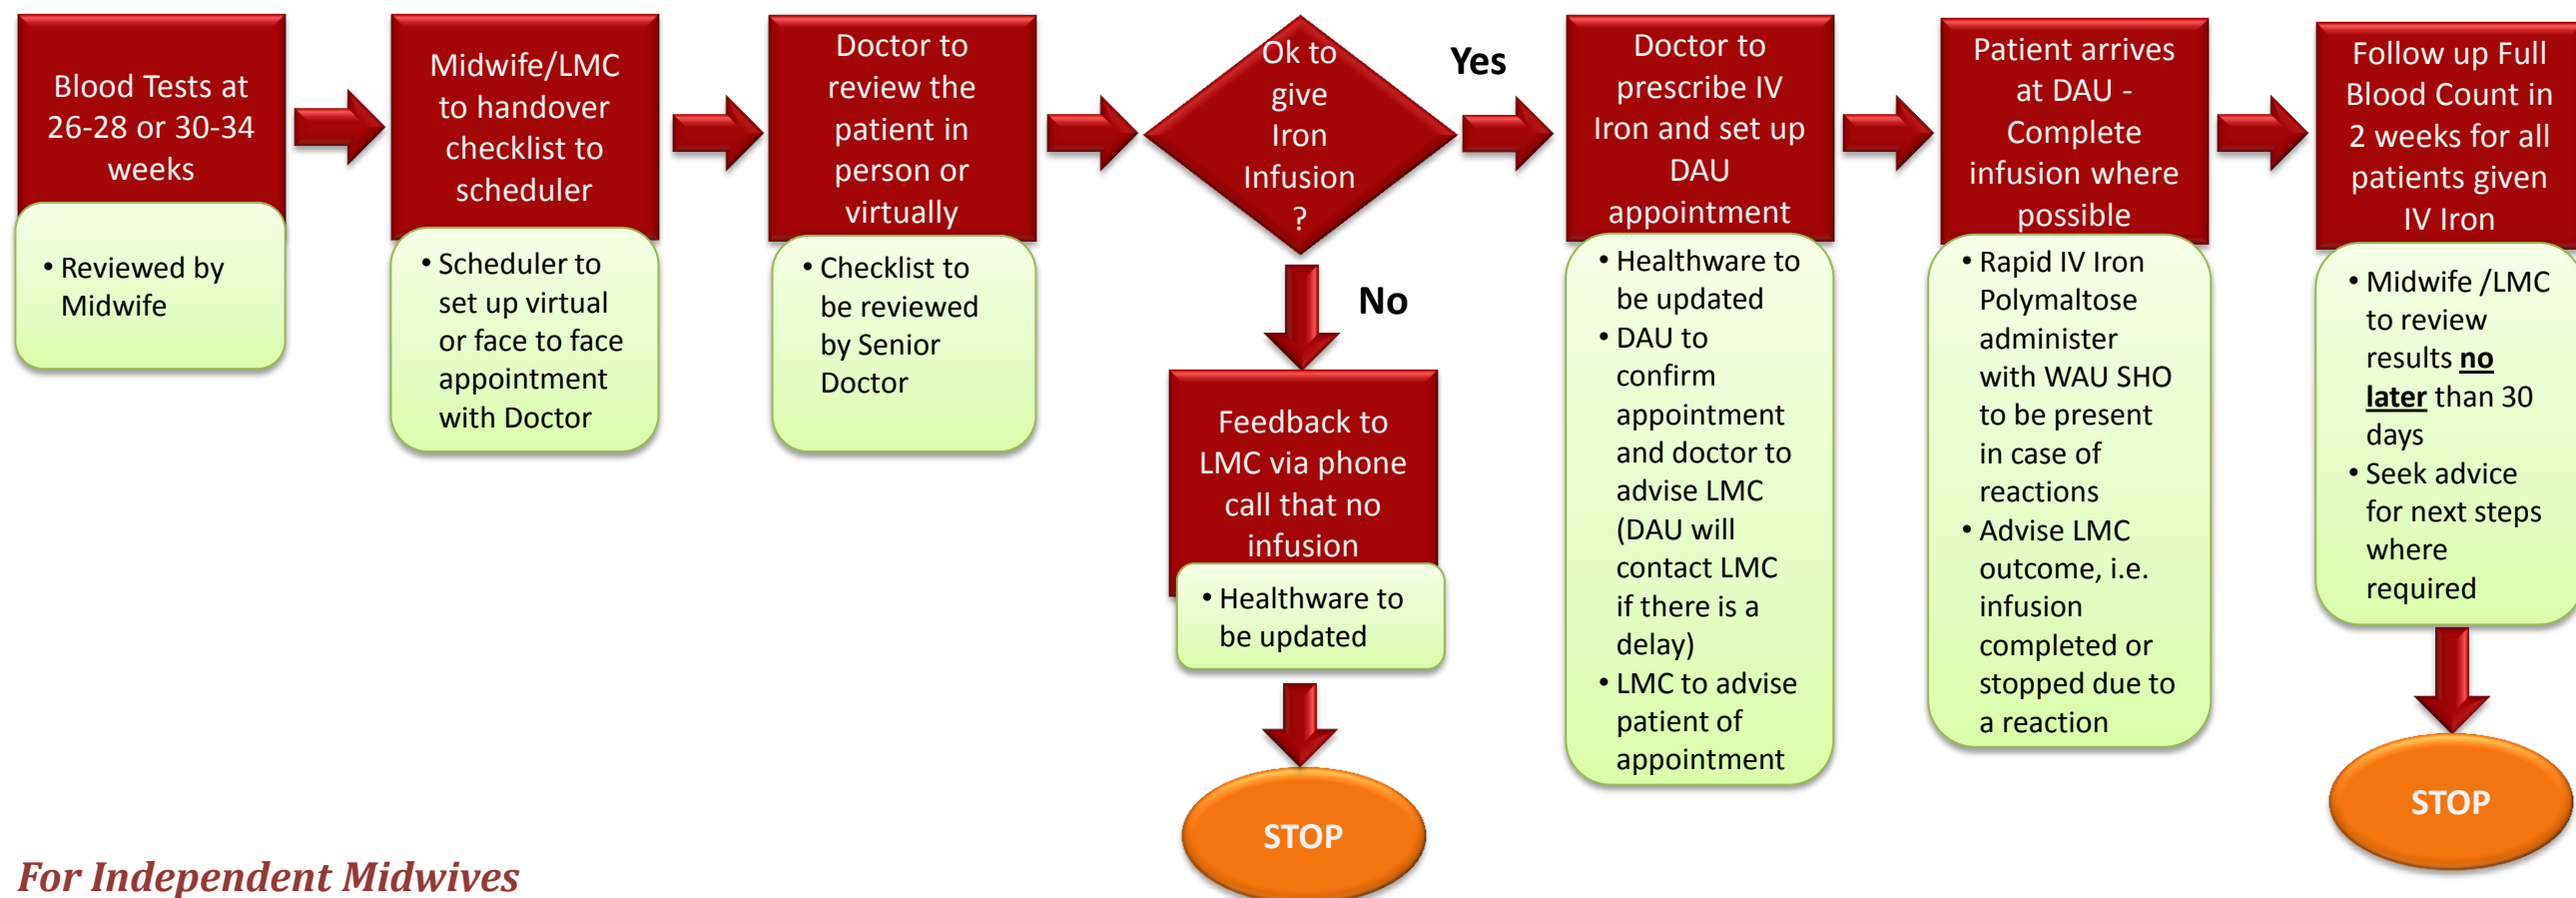 Blood Tests at
26-28 or 30-34
weeks
• Reviewed by
Midwife
Midwife/LMC
to handover
checklist to
scheduler
• Scheduler to
set up virtual
or face to face
appointment
with Doctor
Doctor to
review the
patient in
person or
virtually
• Checklist to
be reviewed
by Senior
Doctor
Ok to
give
Iron
Infusion
?
Yes
No
Feedback to
LMC via phone
call that no
infusion
• Healthware to
be updated
STOP
Doctor to
prescribe IV
Iron and set up
DAU
appointment
• Healthware to
be updated
• DAU to
confirm
appointment
and doctor to
advise LMC
(DAU will
contact LMC
if there is a
delay)
• LMC to advise
patient of
appointment
Patient arrives
at DAU -
Complete
infusion where
possible
• Rapid IV Iron
Polymaltose
administer
with WAU SHO
to be present
in case of
reactions
• Advise LMC
outcome, i.e.
infusion
completed or
stopped due to
a reaction
Follow up Full
Blood Count in
2 weeks for all
patients given
IV Iron
• Midwife /LMC
to review
results no
later than 30
days
• Seek advice
for next steps
where
required
STOP
For Independent Midwives